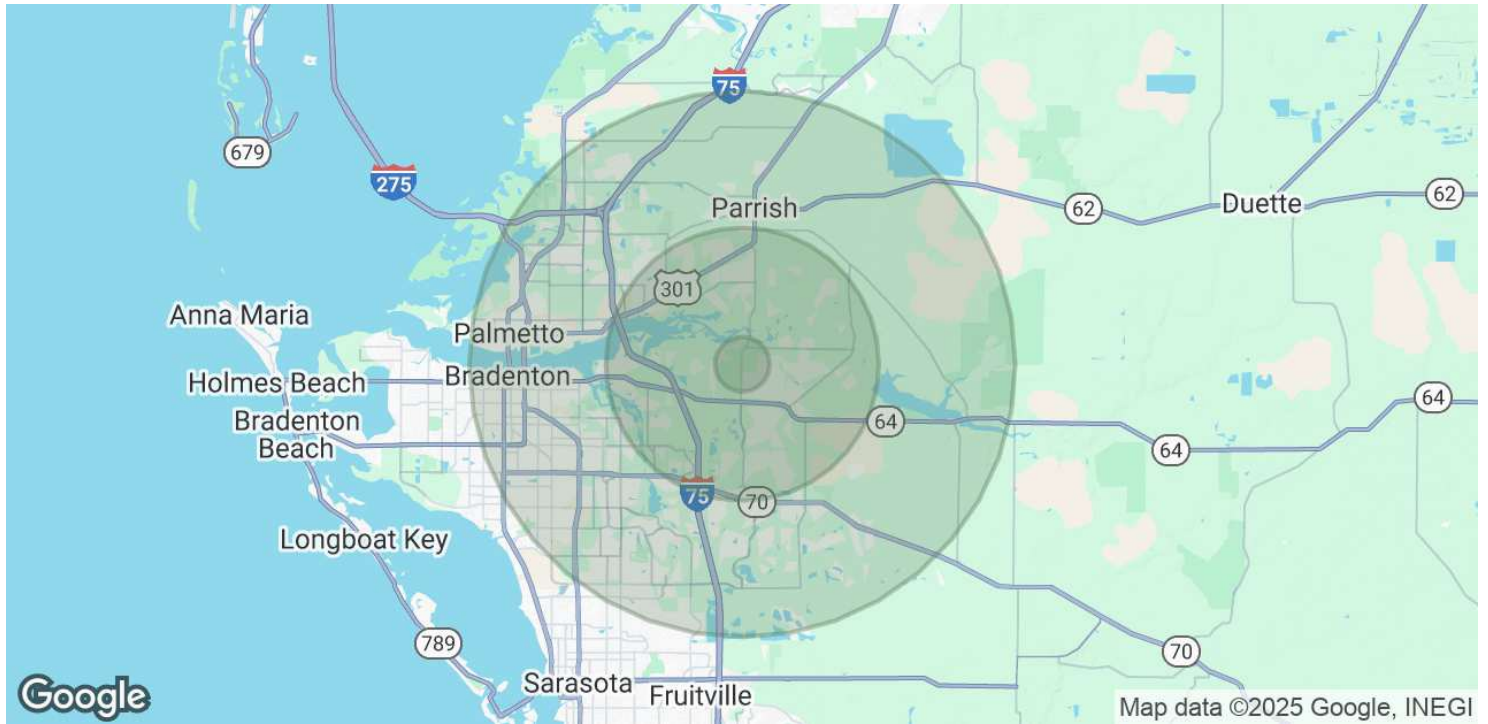 75
679
275
Parrish
62
Duette
62
301
Anna Maria
Palmetto
Holmes Beach
Bradenton
64
Bradenton
Beach
64
64
75
70
Longboat Key
789
70
Sarasota
Fruitville
Google
Map data ©2025 Google, INEGI